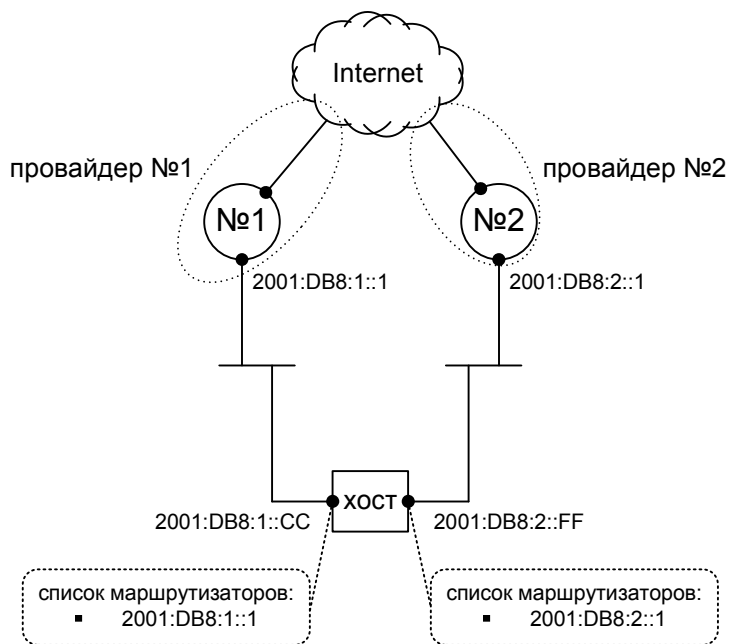 Internet
провайдер №1
провайдер №2
№1
№2
2001:DB8:1::1
2001:DB8:2::1
хост
2001:DB8:1::CC
2001:DB8:2::FF
список маршрутизаторов:
▪ 2001:DB8:1::1
список маршрутизаторов:
▪ 2001:DB8:2::1